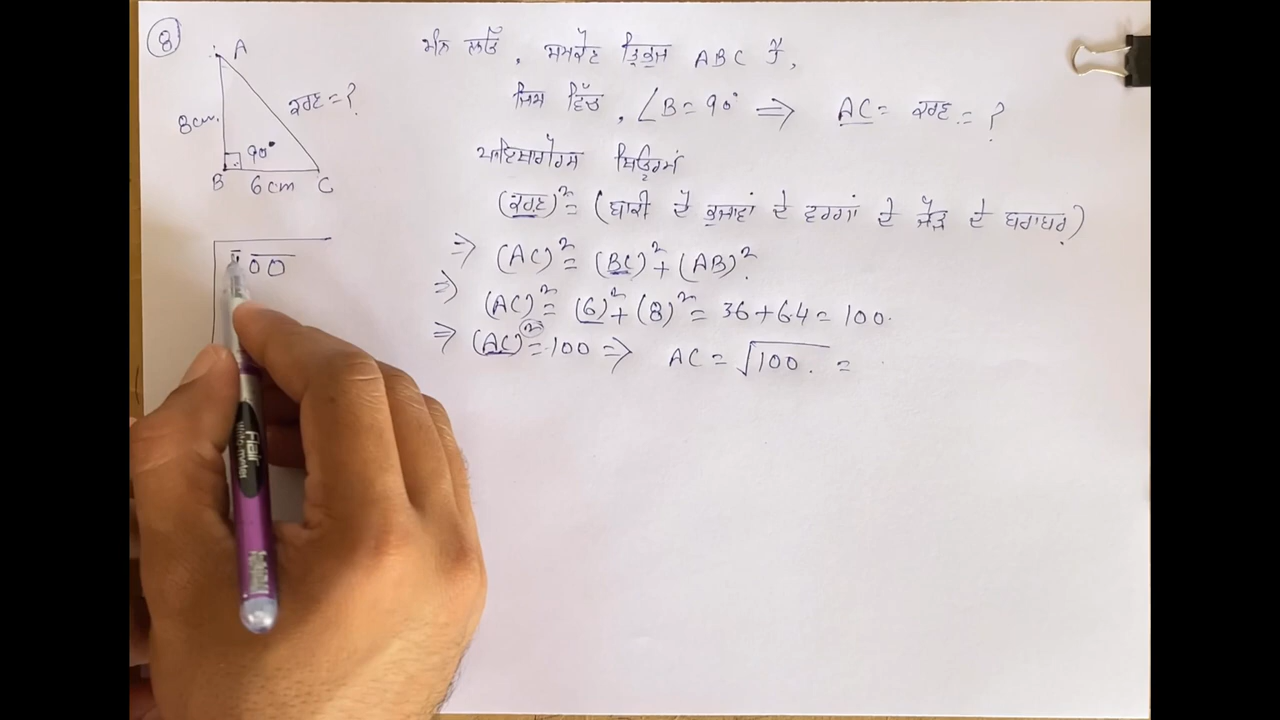 8
A
8cm.
ਕਰਣ = ?
90°
B 6cm C
ਮੰਨ ਲਓ, ਸਮਕੋਣ ਤ੍ਰਿਭੁਜ ABC ਹੈ,
ਜਿਸ ਵਿੱਚ, ∠B = 90° ⟹ AC = ਕਰਣ = ?
ਪਾਇਥਾਗੋਰਸ ਥਿਊਰਮ
(ਕਰਣ)² = (ਬਾਕੀ ਦੋ ਭੁਜਾਵਾਂ ਦੇ ਵਰਗਾਂ ਦੇ ਜੋੜ ਦੇ ਬਰਾਬਰ)
⇒ (AC)² = (BC)² + (AB)².
⇒ (AC)² = (6)² + (8)² = 36 + 64 = 100.
⇒ (AC)² = 100 ⇒ AC = √100. =
100
Flair